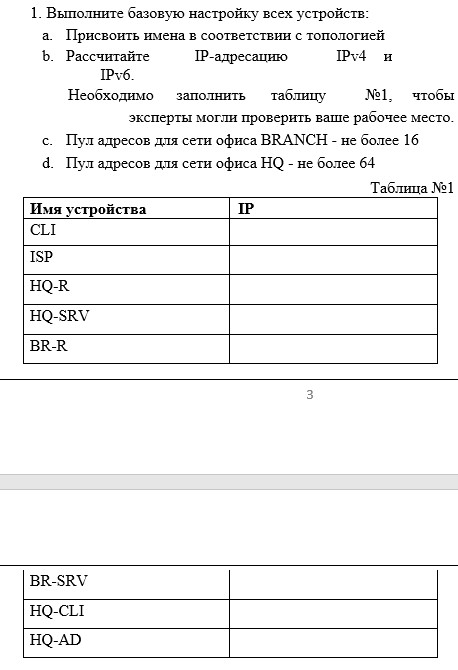 1. Выполните базовую настройку всех устройств:
a. Присвоить имена в соответствии с топологией
b. Рассчитайте IP-адресацию IPv4 и
IPv6.
Необходимо заполнить таблицу №1, чтобы
эксперты могли проверить ваше рабочее место.
c. Пул адресов для сети офиса BRANCH - не более 16
d. Пул адресов для сети офиса HQ - не более 64
Таблица №1
Имя устройства IP
CLI
ISP
HQ-R
HQ-SRV
BR-R
3
BR-SRV
HQ-CLI
HQ-AD